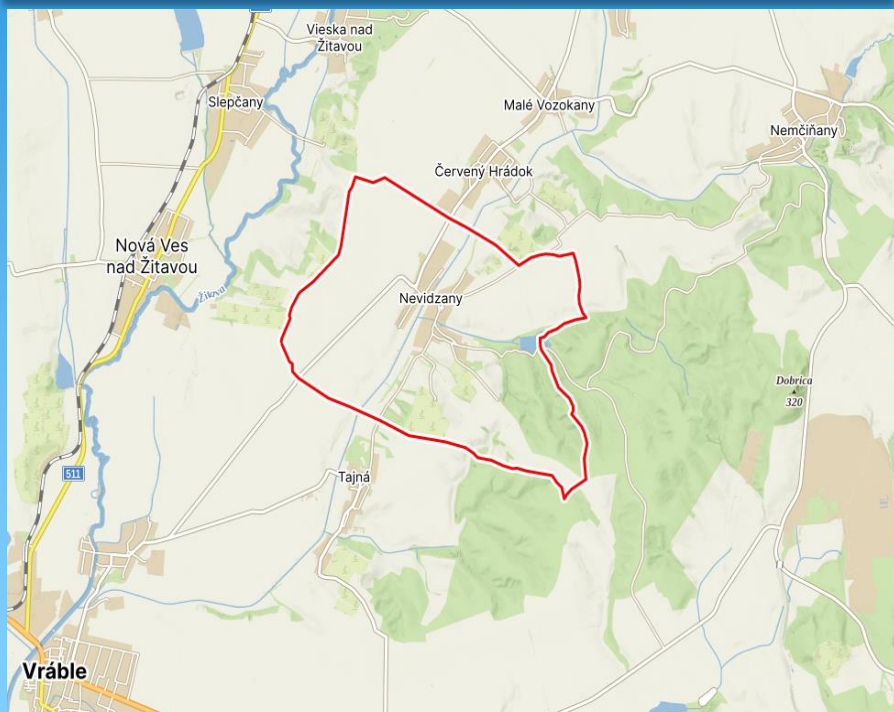 Vieska nad
Žitavou
Slepčany
Malé Vozokany
Nemčiňany
Červený Hrádok
Nová Ves
nad Žitavou
Žitava
Nevidzany
Dobrica
320
511
Tajná
Vráble